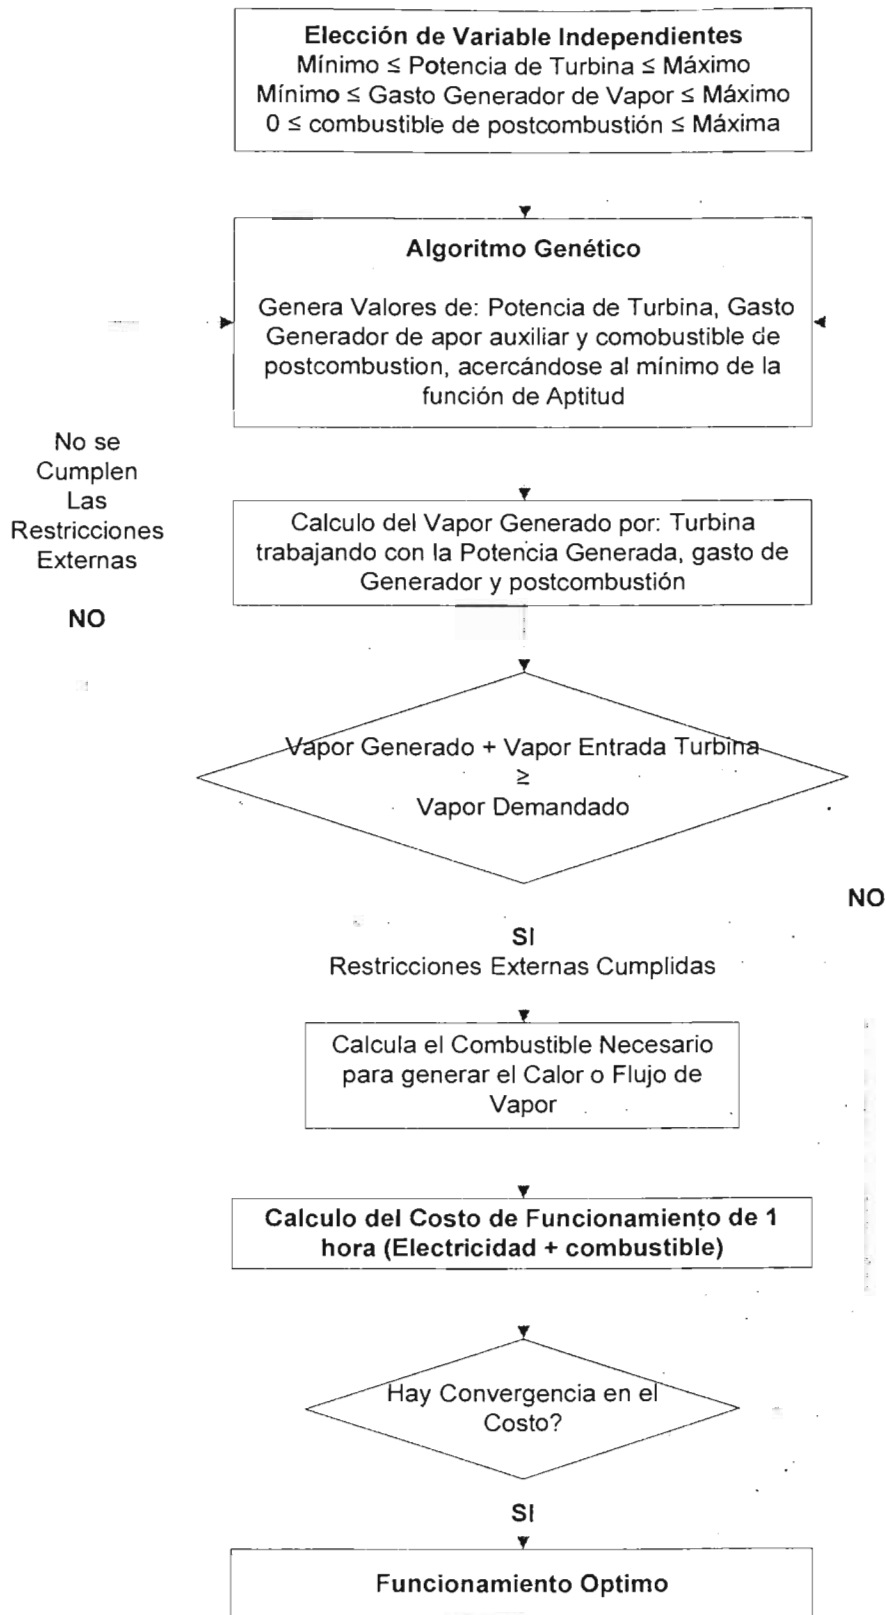 Elección de Variable Independientes
Mínimo ≤ Potencia de Turbina ≤ Máximo
Mínimo ≤ Gasto Generador de Vapor ≤ Máximo
0 ≤ combustible de postcombustión ≤ Máxima
Algoritmo Genético
Genera Valores de: Potencia de Turbina, Gasto
Generador de apor auxiliar y comobustible de
postcombustion, acercándose al mínimo de la
función de Aptitud
No se
Cumplen
Las
Restricciones
Externas
NO
Calculo del Vapor Generado por: Turbina
trabajando con la Potencia Generada, gasto de
Generador y postcombustión
Vapor Generado + Vapor Entrada Turbina
≥
Vapor Demandado
NO
SI
Restricciones Externas Cumplidas
Calcula el Combustible Necesario
para generar el Calor o Flujo de
Vapor
Calculo del Costo de Funcionamiento de 1
hora (Electricidad + combustible)
Hay Convergencia en el
Costo?
SI
Funcionamiento Optimo